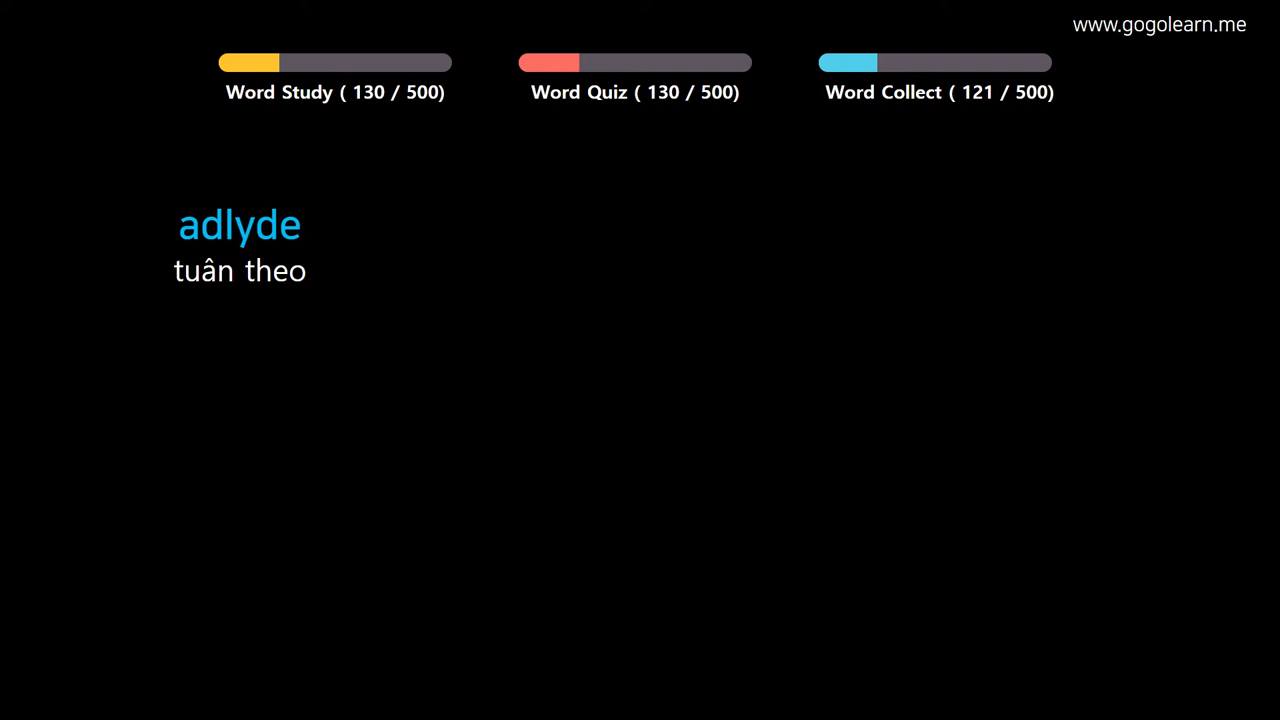 www.gogolearn.me
Word Study ( 130 / 500)
Word Quiz ( 130 / 500)
Word Collect ( 121 / 500)
adlyde
tuân theo